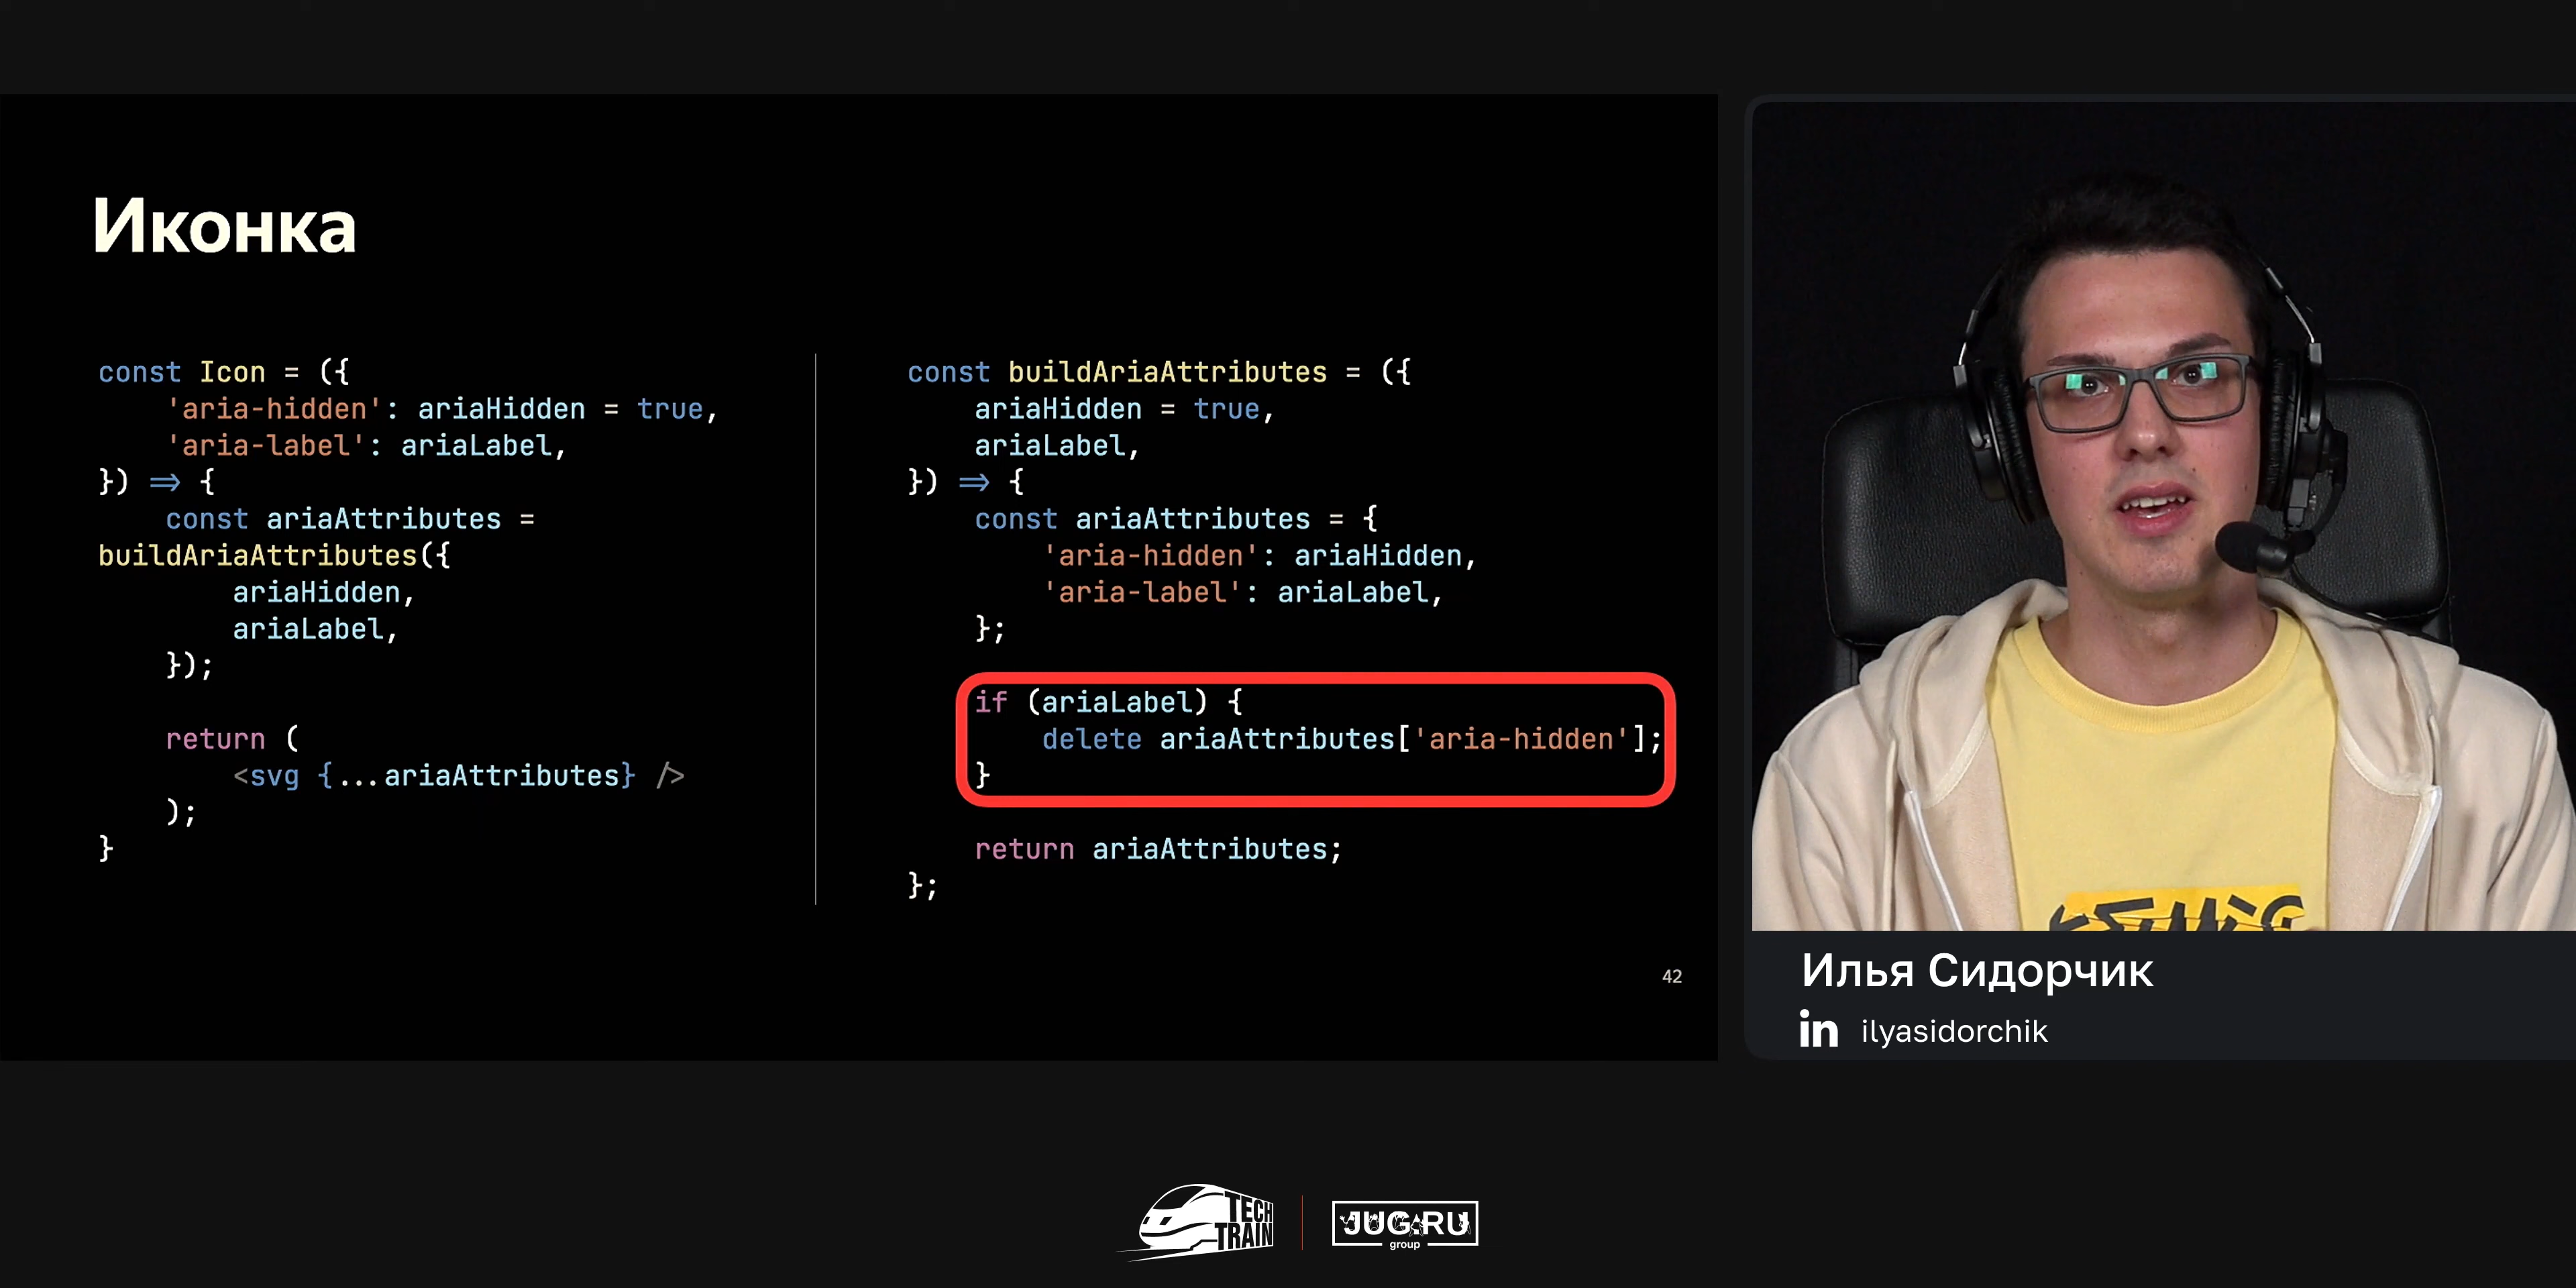 Иконка
const Icon = ({
'aria-hidden': ariaHidden = true,
'aria-label': ariaLabel,
}) => {
const ariaAttributes =
buildAriaAttributes({
ariaHidden,
ariaLabel,
});
return (
<svg {...ariaAttributes} />
);
}
const buildAriaAttributes = ({
ariaHidden = true,
ariaLabel,
}) => {
const ariaAttributes = {
'aria-hidden': ariaHidden,
'aria-label': ariaLabel,
};
if (ariaLabel) {
delete ariaAttributes['aria-hidden'];
}
return ariaAttributes;
};
42
Илья Сидорчик
in ilyasidorchik
TECH
TRAIN
JUG.RU
group